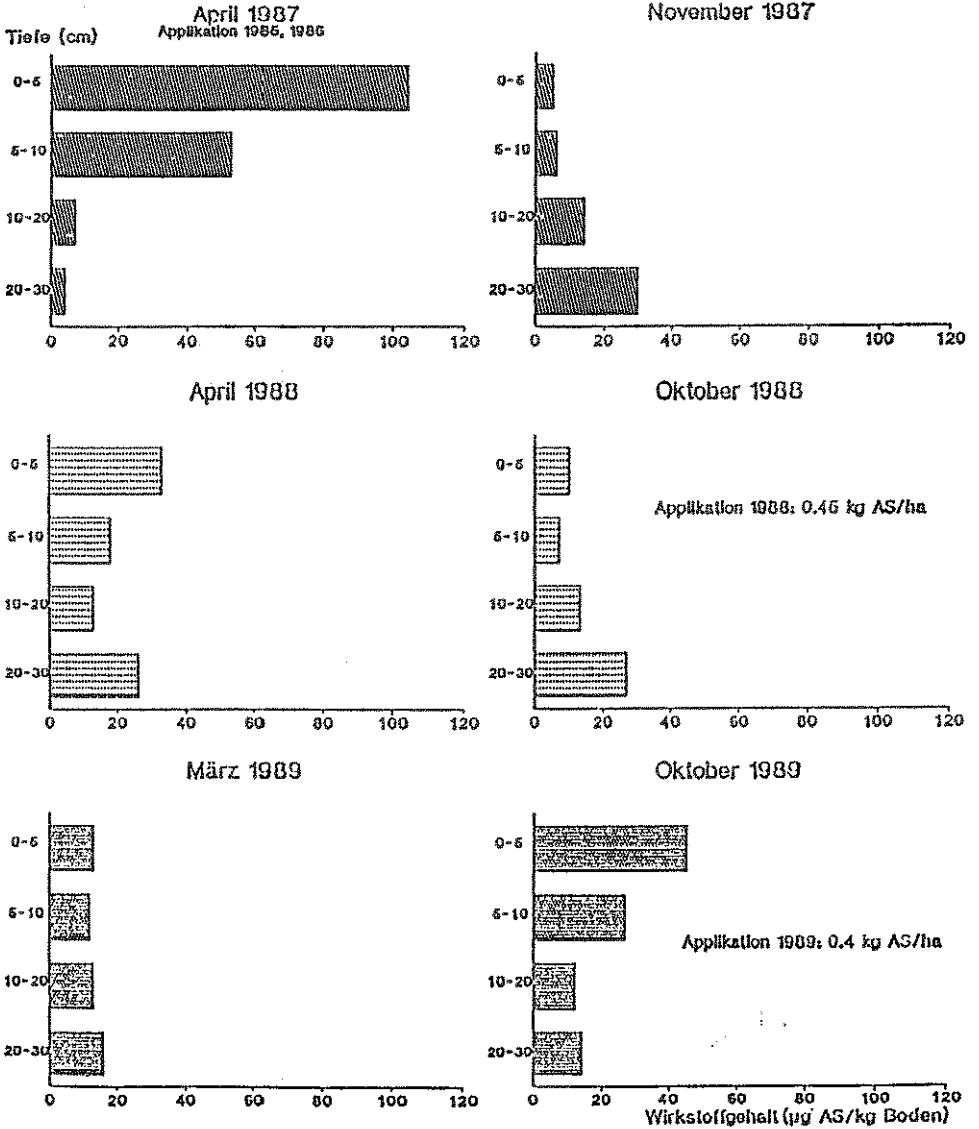 April 1987
Applikation 1985, 1986
Tiefe (cm)
0-5
5-10
10-20
20-30
0 20 40 60 80 100 120
November 1987
0-5
5-10
10-20
20-30
0 20 40 60 80 100 120
April 1988
0-5
5-10
10-20
20-30
0 20 40 60 80 100 120
Oktober 1988
0-5
5-10
10-20
20-30
Applikation 1988: 0.45 kg AS/ha
0 20 40 60 80 100 120
März 1989
0-5
5-10
10-20
20-30
0 20 40 60 80 100 120
Oktober 1989
0-5
5-10
10-20
20-30
Applikation 1989: 0.4 kg AS/ha
0 20 40 60 80 100 120
Wirkstoffgehalt (µg AS/kg Boden)